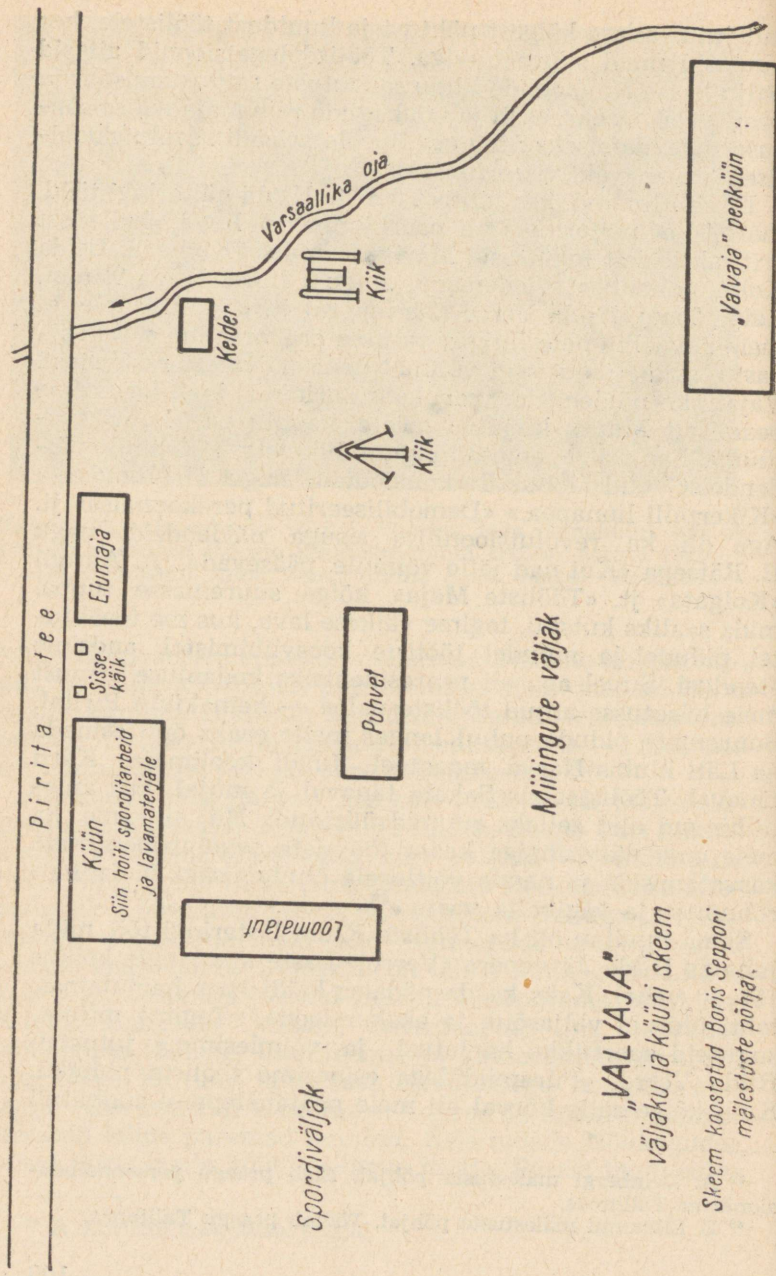 Pirita tee
Küün
Siin hoiti sporditarbeid
ja lavamaterjale
Sisse-
käik
Elumaja
Varsaallika oja
Kelder
Kiik
Kiik
Loomalaut
Puhvet
Spordiväljak
Miitingute väljak
„Valvaja” peoküün
„VALVAJA”
väljaku ja küüni skeem
Skeem koostatud Boris Seppori
mälestuste põhjal.